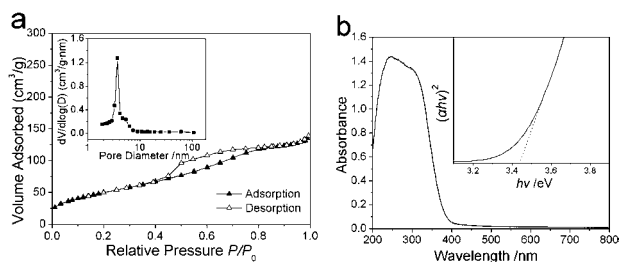 a
Volume Adsorbed (cm³/g)
300
250
200
150
100
50
0
0.0 0.2 0.4 0.6 0.8 1.0
Relative Pressure P/P₀
Adsorption
Desorption
dV/dlog(D) (cm³/g·nm)
1.6
1.2
0.8
0.4
0.0
1 10 100
Pore Diameter /nm
b
Absorbance
1.6
1.4
1.2
1.0
0.8
0.6
0.4
0.2
0.0
200 300 400 500 600 700 800
Wavelength /nm
(αhν)²
3.2 3.4 3.6 3.8
hν /eV